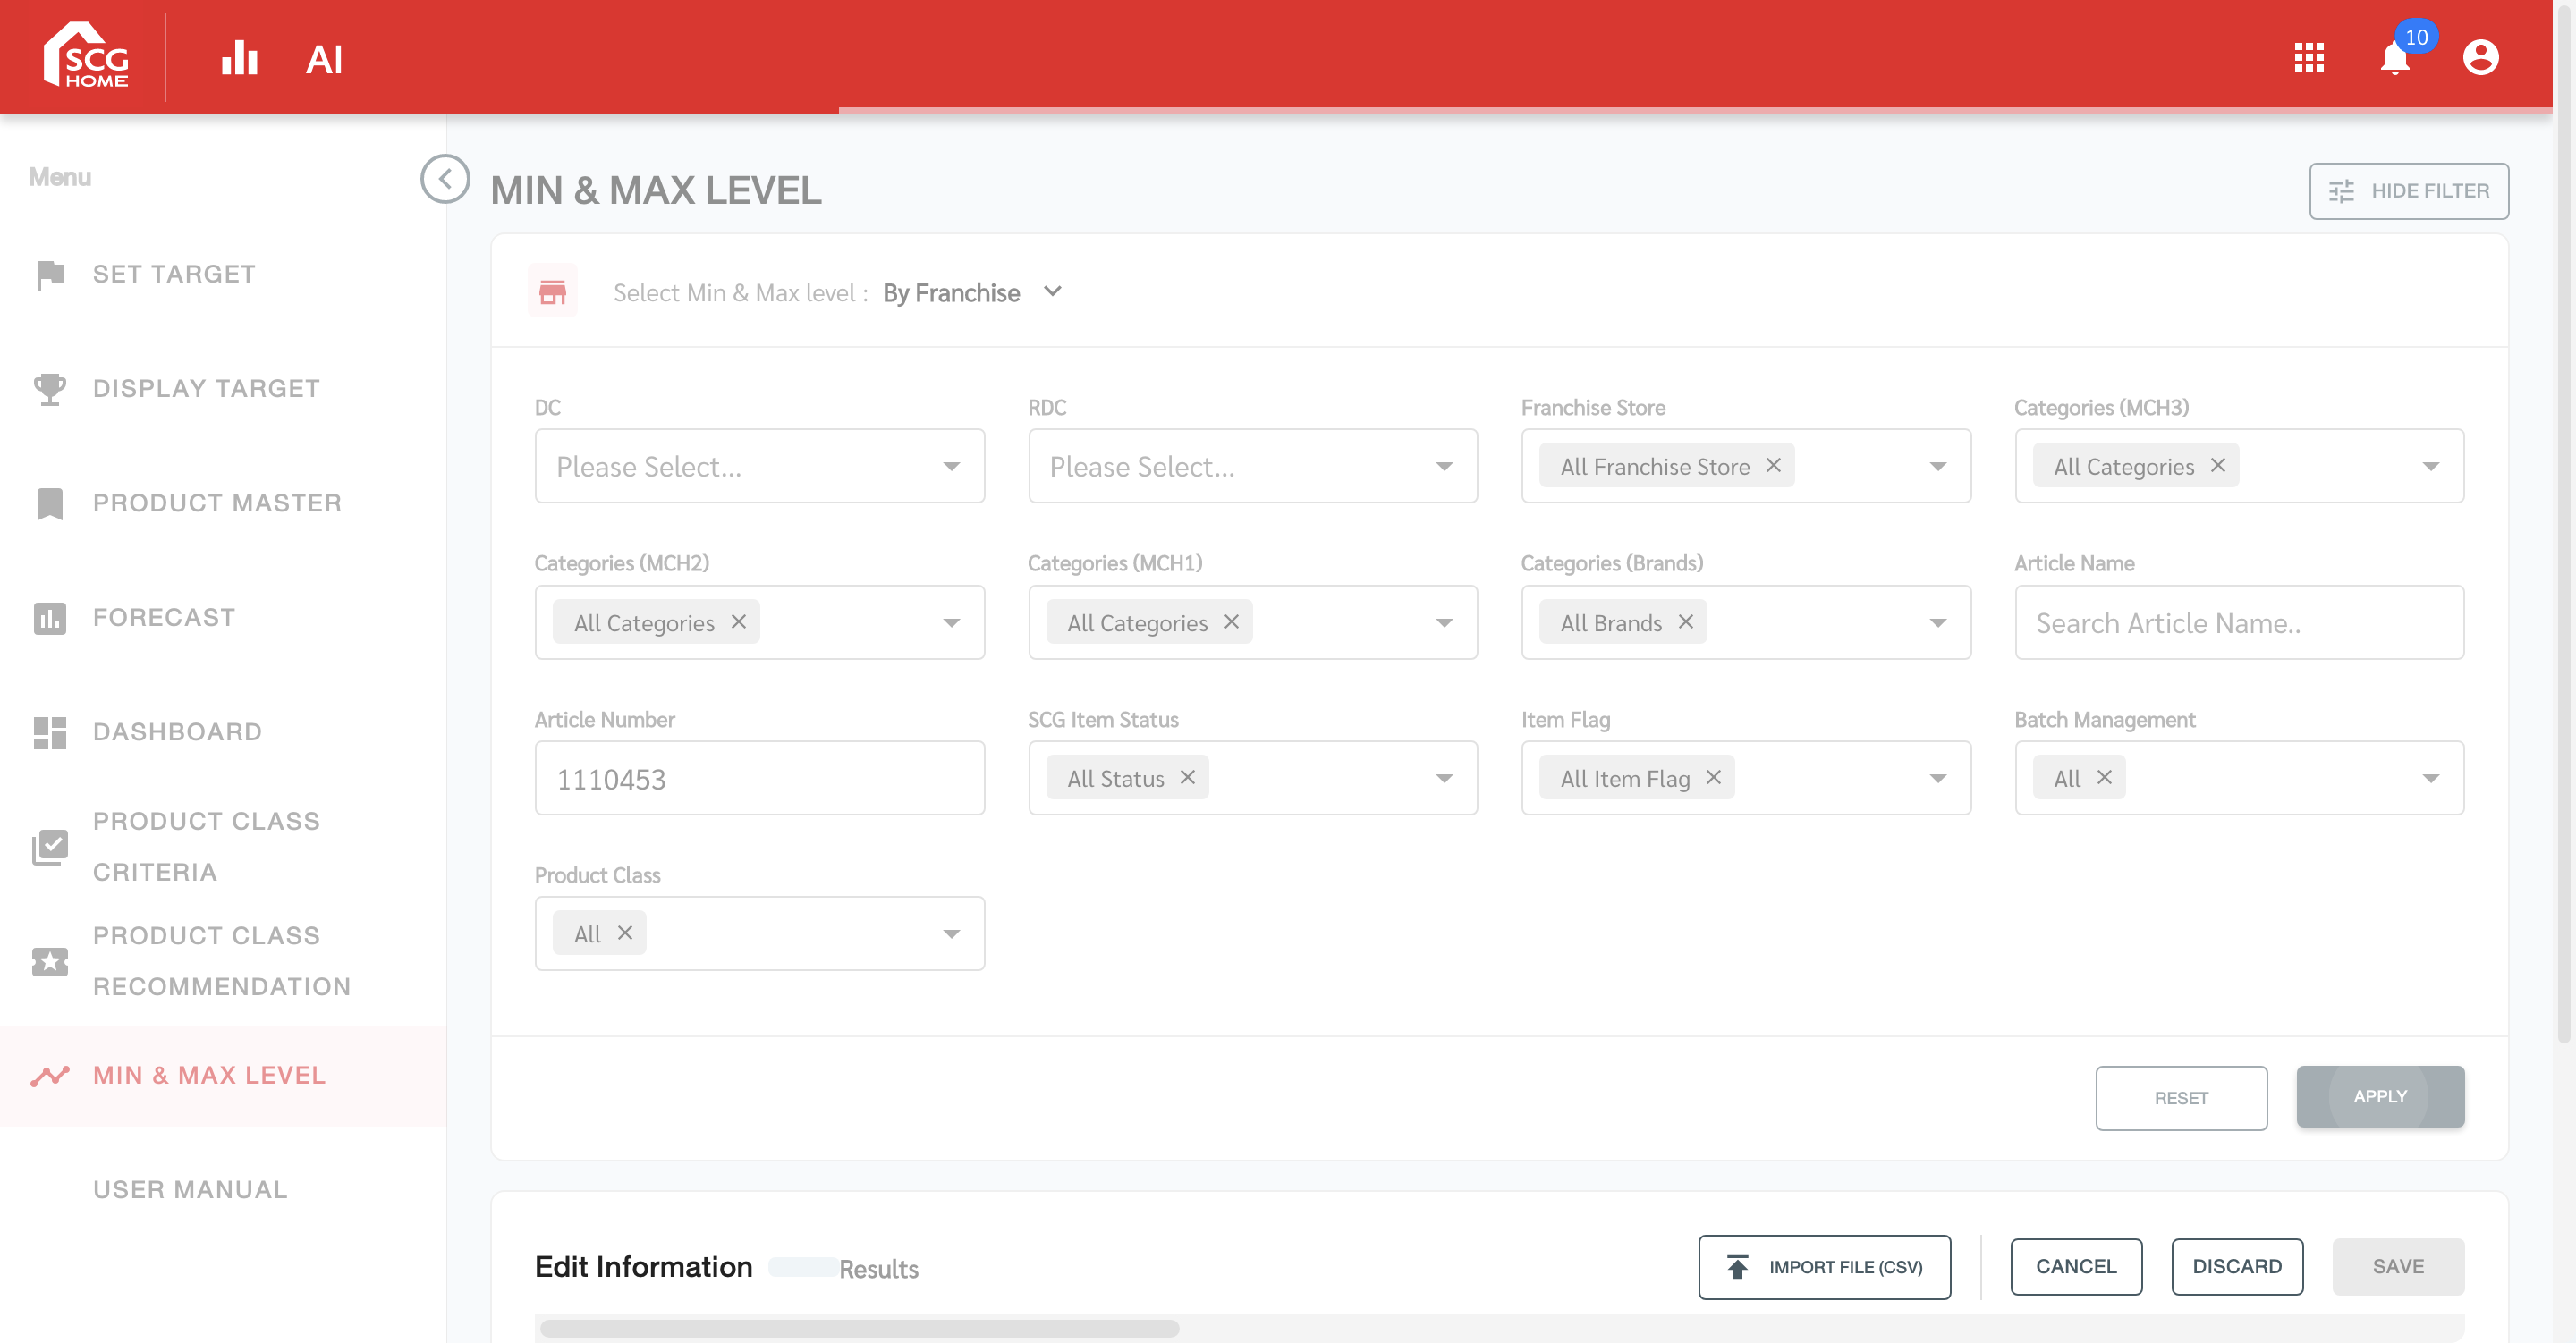 SCG
HOME
AI
10
Menu
MIN & MAX LEVEL
HIDE FILTER
SET TARGET
DISPLAY TARGET
PRODUCT MASTER
FORECAST
DASHBOARD
PRODUCT CLASS
CRITERIA
PRODUCT CLASS
RECOMMENDATION
MIN & MAX LEVEL
USER MANUAL
Select Min & Max level : By Franchise
DC
RDC
Franchise Store
Categories (MCH3)
Please Select...
Please Select...
All Franchise Store
All Categories
Categories (MCH2)
Categories (MCH1)
Categories (Brands)
Article Name
All Categories
All Categories
All Brands
Search Article Name..
Article Number
SCG Item Status
Item Flag
Batch Management
1110453
All Status
All Item Flag
All
Product Class
All
RESET
APPLY
Edit Information
Results
IMPORT FILE (CSV)
CANCEL
DISCARD
SAVE